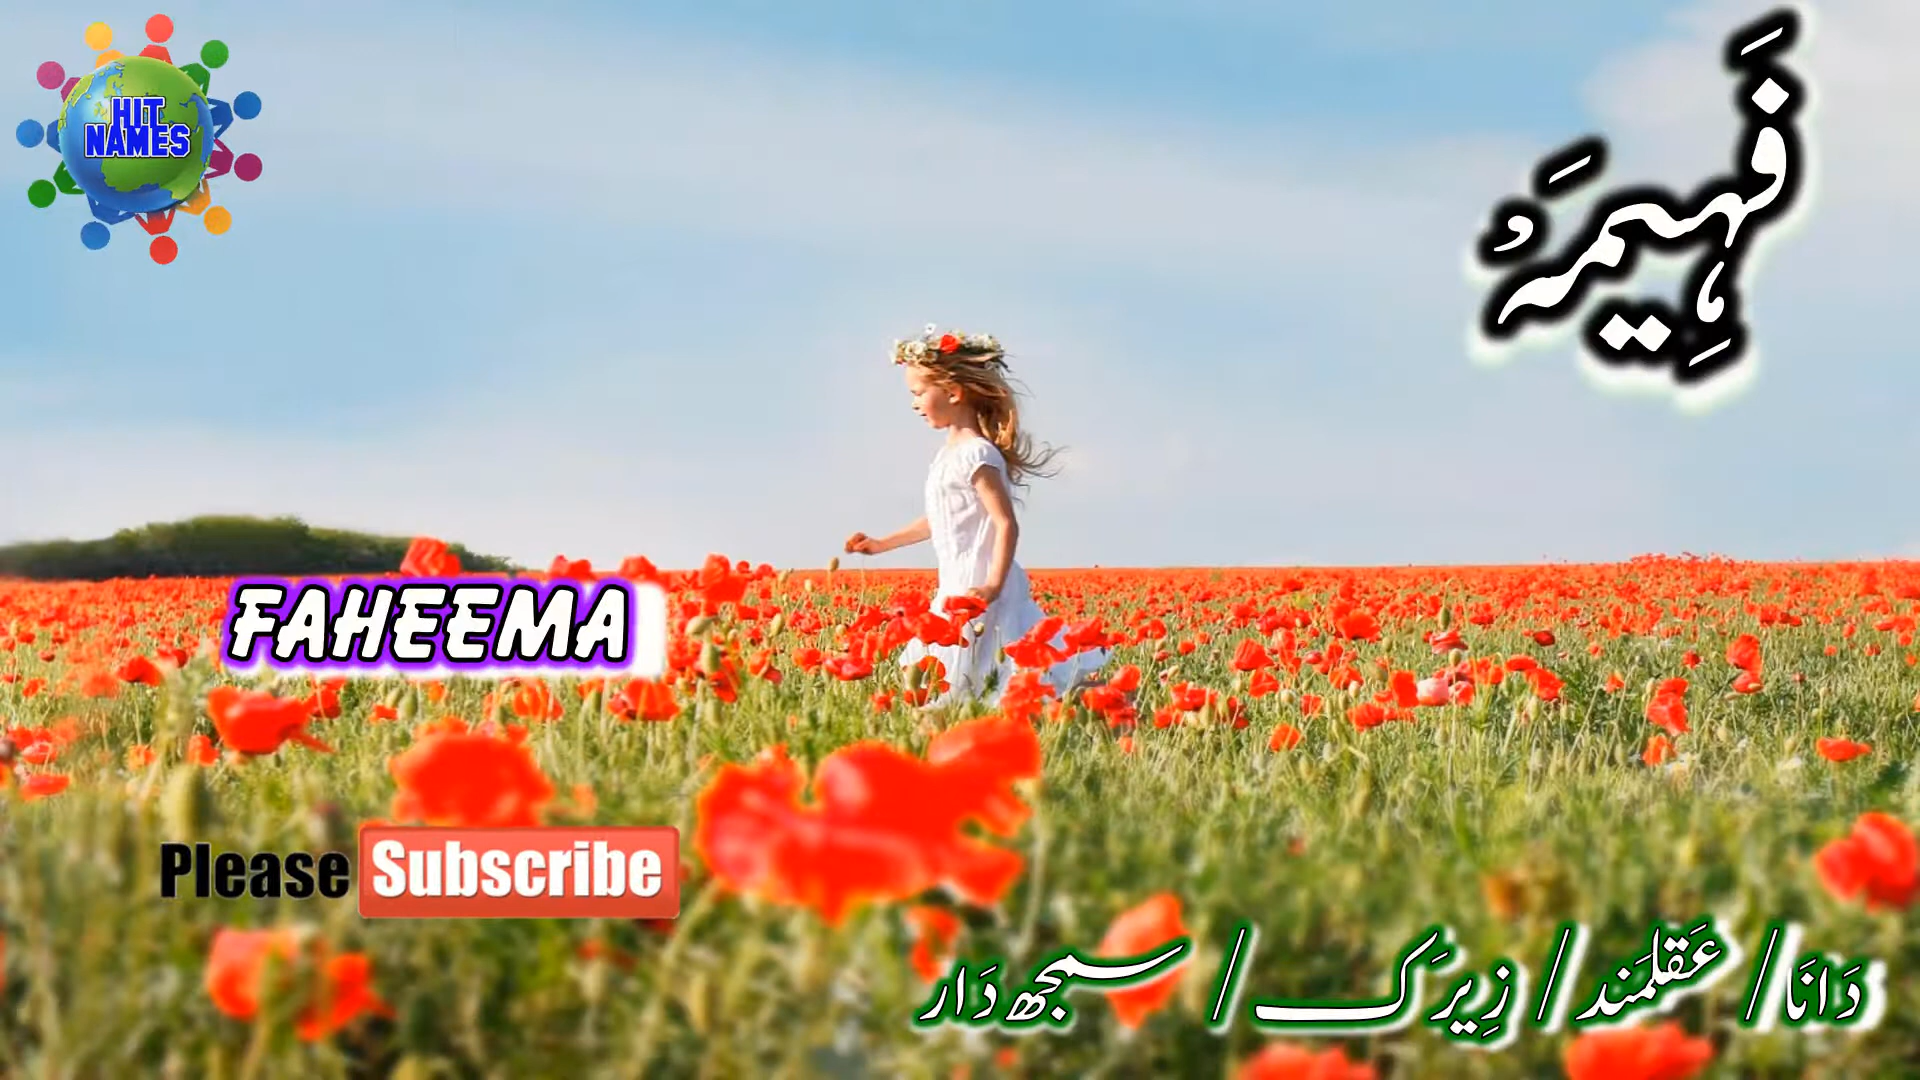 HIT
NAMES
فَہِیمَہْ
FAHEEMA
Please Subscribe
دَانَا / عَقلمَند / زِیرَک / سمجھ دَار